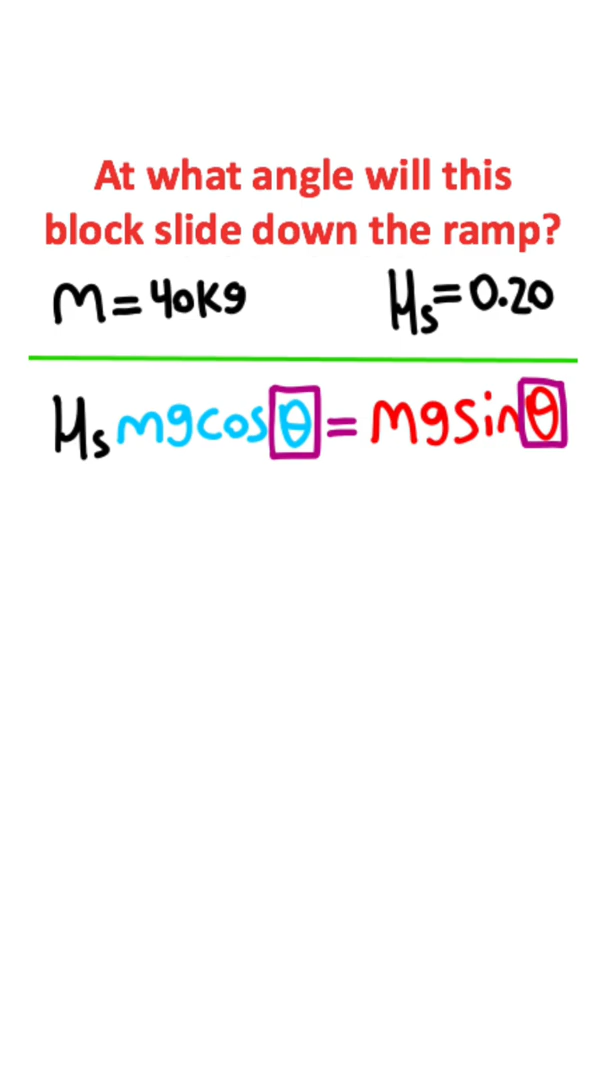 At what angle will this
block slide down the ramp?
m=40kg μs=0.20
μsmgcosθ=mgsinθ